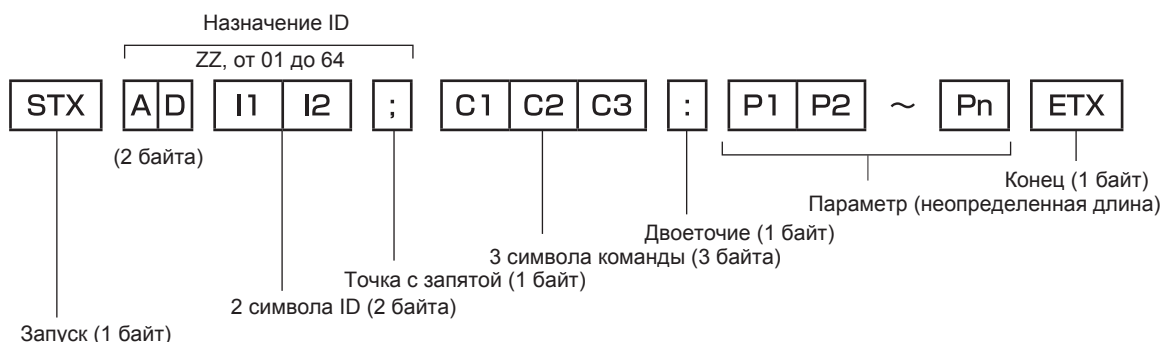 Назначение ID
ZZ, от 01 до 64
STX A D I1 I2 ; C1 C2 C3 : P1 P2 ~ Pn ETX
(2 байта)
Конец (1 байт)
Параметр (неопределенная длина)
Двоеточие (1 байт)
3 символа команды (3 байта)
Точка с запятой (1 байт)
2 символа ID (2 байта)
Запуск (1 байт)